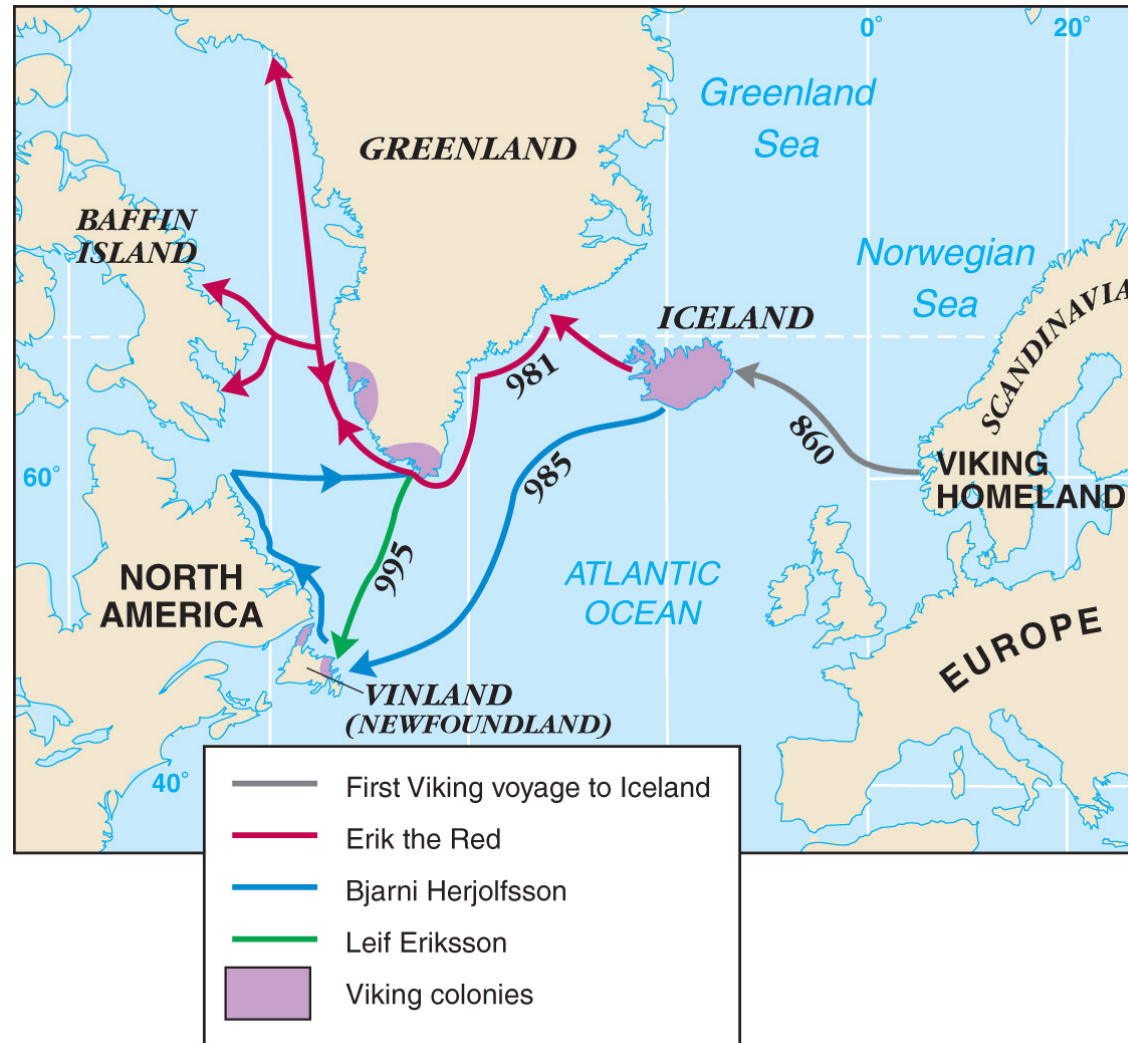 0°
20°
Greenland
Sea
GREENLAND
BAFFIN
ISLAND
Norwegian
Sea
ICELAND
SCANDINAVIA
981
860
985
60°
VIKING
HOMELAND
995
NORTH
AMERICA
ATLANTIC
OCEAN
EUROPE
VINLAND
(NEWFOUNDLAND)
40°
First Viking voyage to Iceland
Erik the Red
Bjarni Herjolfsson
Leif Eriksson
Viking colonies